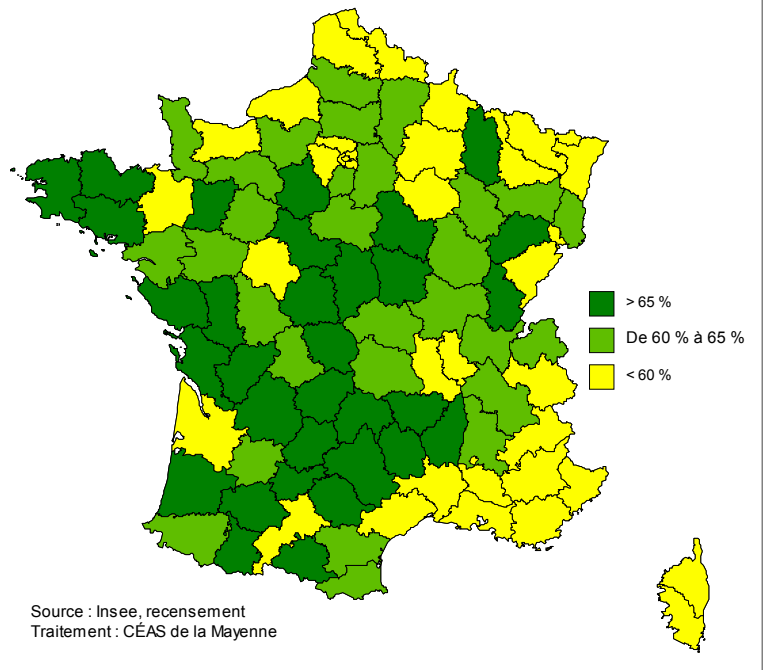 > 65 %
De 60 % à 65 %
< 60 %
Source : Insee, recensement
Traitement : CÉAS de la Mayenne